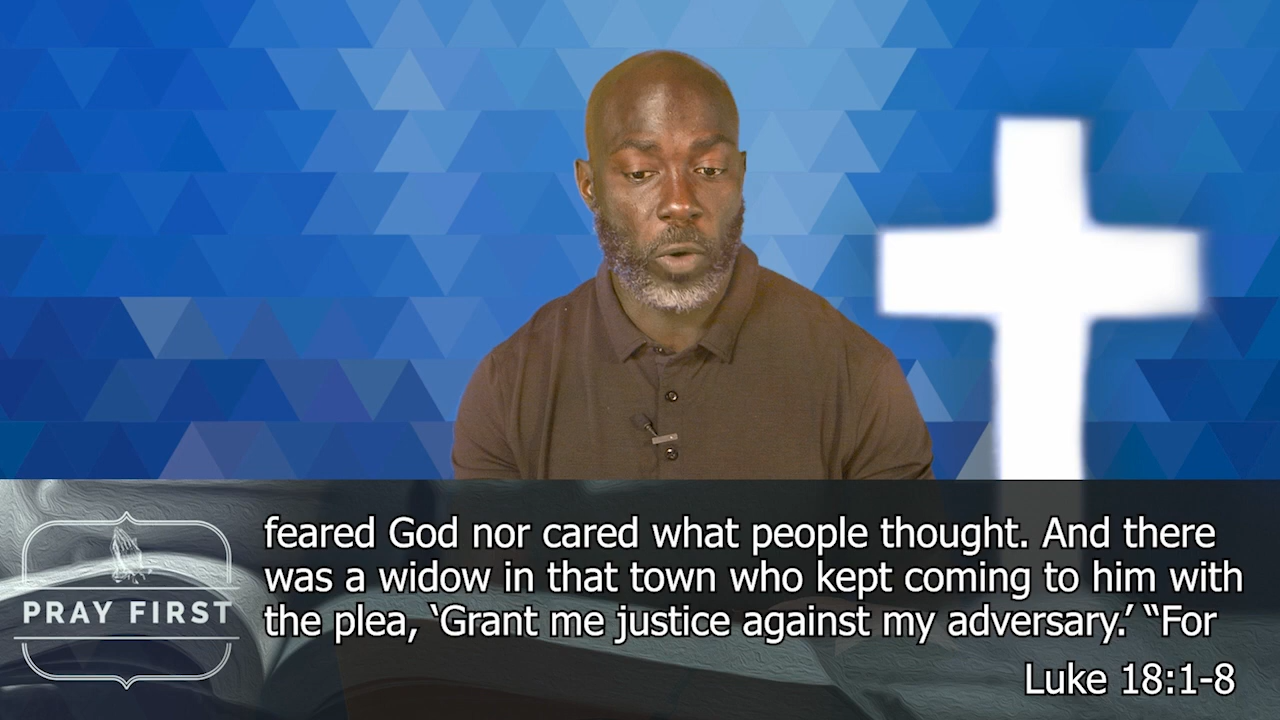 feared God nor cared what people thought. And there
was a widow in that town who kept coming to him with
the plea, ‘Grant me justice against my adversary.’ “For
PRAY FIRST
Luke 18:1-8